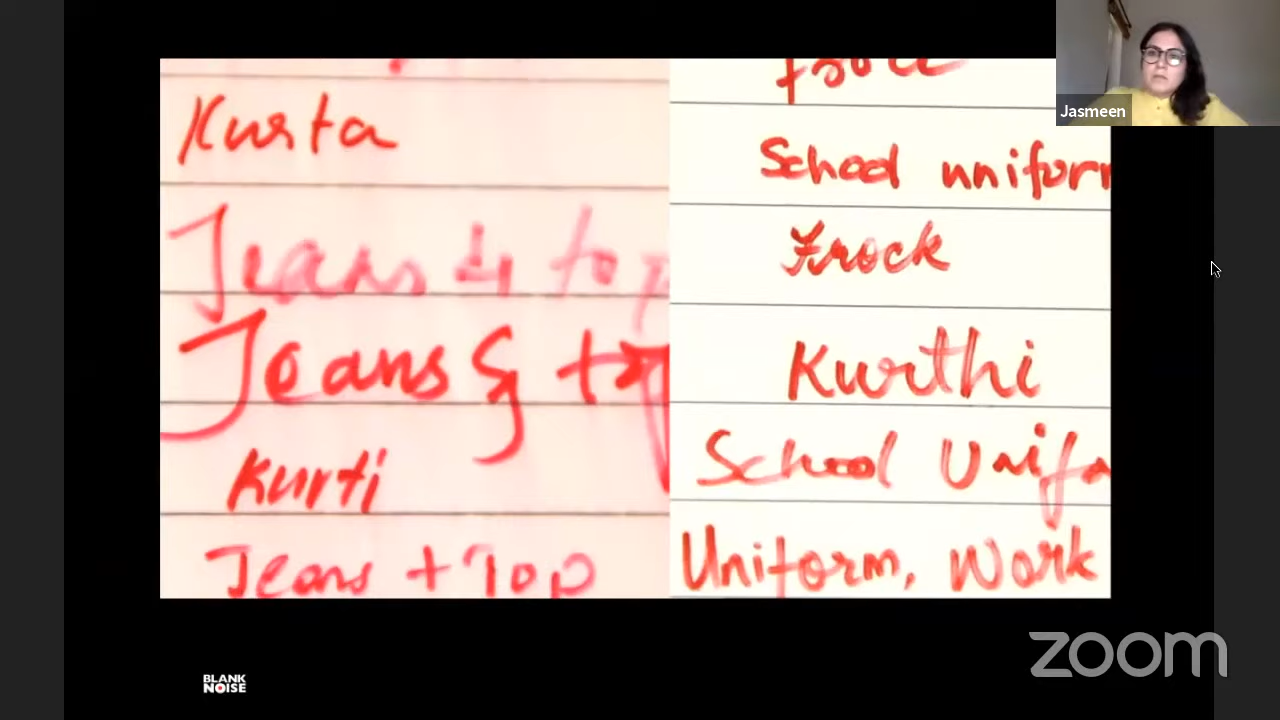 Kurta
Jeans & top
Jeans & top
Kurti
Jeans + Top
School uniform
Frock
Kurthi
School Unifo
Uniform, Work
Jasmeen
BLANK
NOISE
zoom